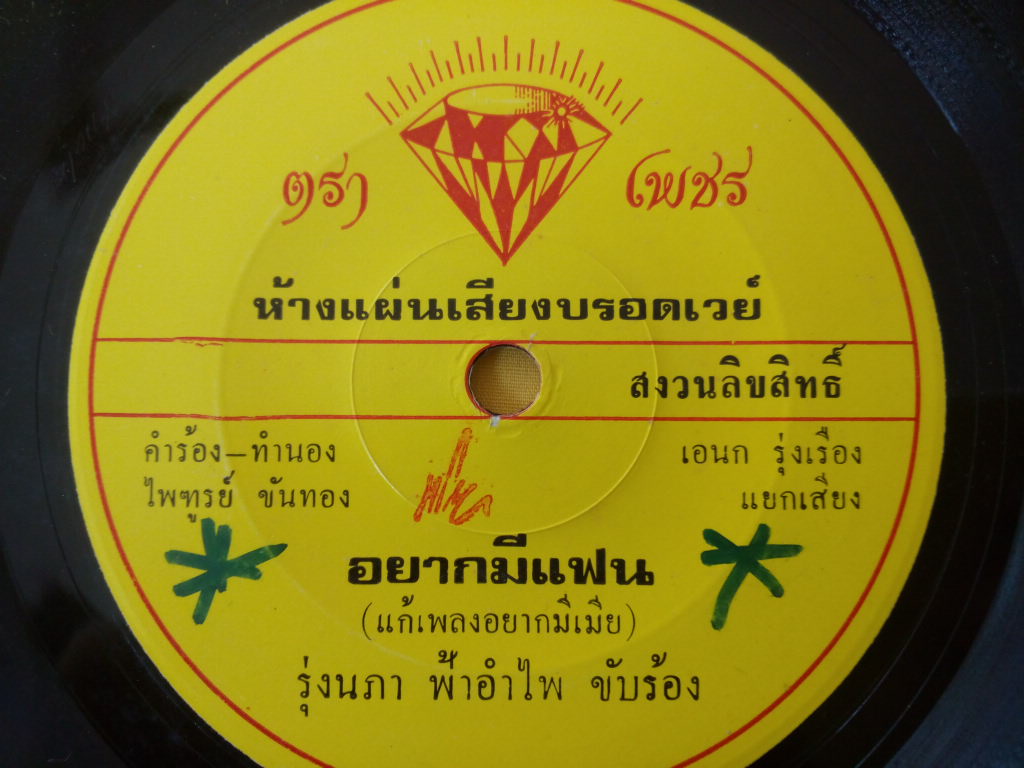 ตรา เพชร
ห้างแผ่นเสียงบรอดเวย์
สงวนลิขสิทธิ์
คำร้อง–ทำนอง
ไพฑูรย์ ขันทอง
เอนก รุ่งเรือง
แยกเสียง
อยากมีแฟน
(แก้เพลงอยากมีเมีย)
รุ่งนภา ฟ้าอำไพ ขับร้อง